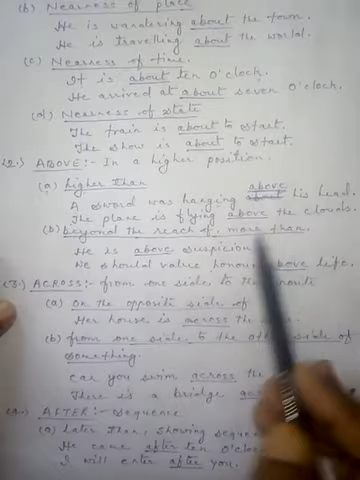 (b) Nearness of place
He is wandering about the town.
He is travelling about the world.
(c) Nearness of time.
It is about ten O'clock.
He arrived at about seven O'clock.
(d) Nearness of state
The train is about to start.
The show is about to start.
(2.) ABOVE:- In a higher position.
(a) higher than
A sword was hanging above his head.
The plane is flying above the clouds.
(b) beyond the reach of, more than.
He is above suspicion
We should value honour above life.
(3.) ACROSS:- from one side to the
(a) On the opposite side of
Her house is across the
(b) from one side to the other side of
something.
Can you swim across the
There is a bridge
AFTER:- Sequence
(a) Later than, showing sequence
He came after ten O'clock
I will enter after you.